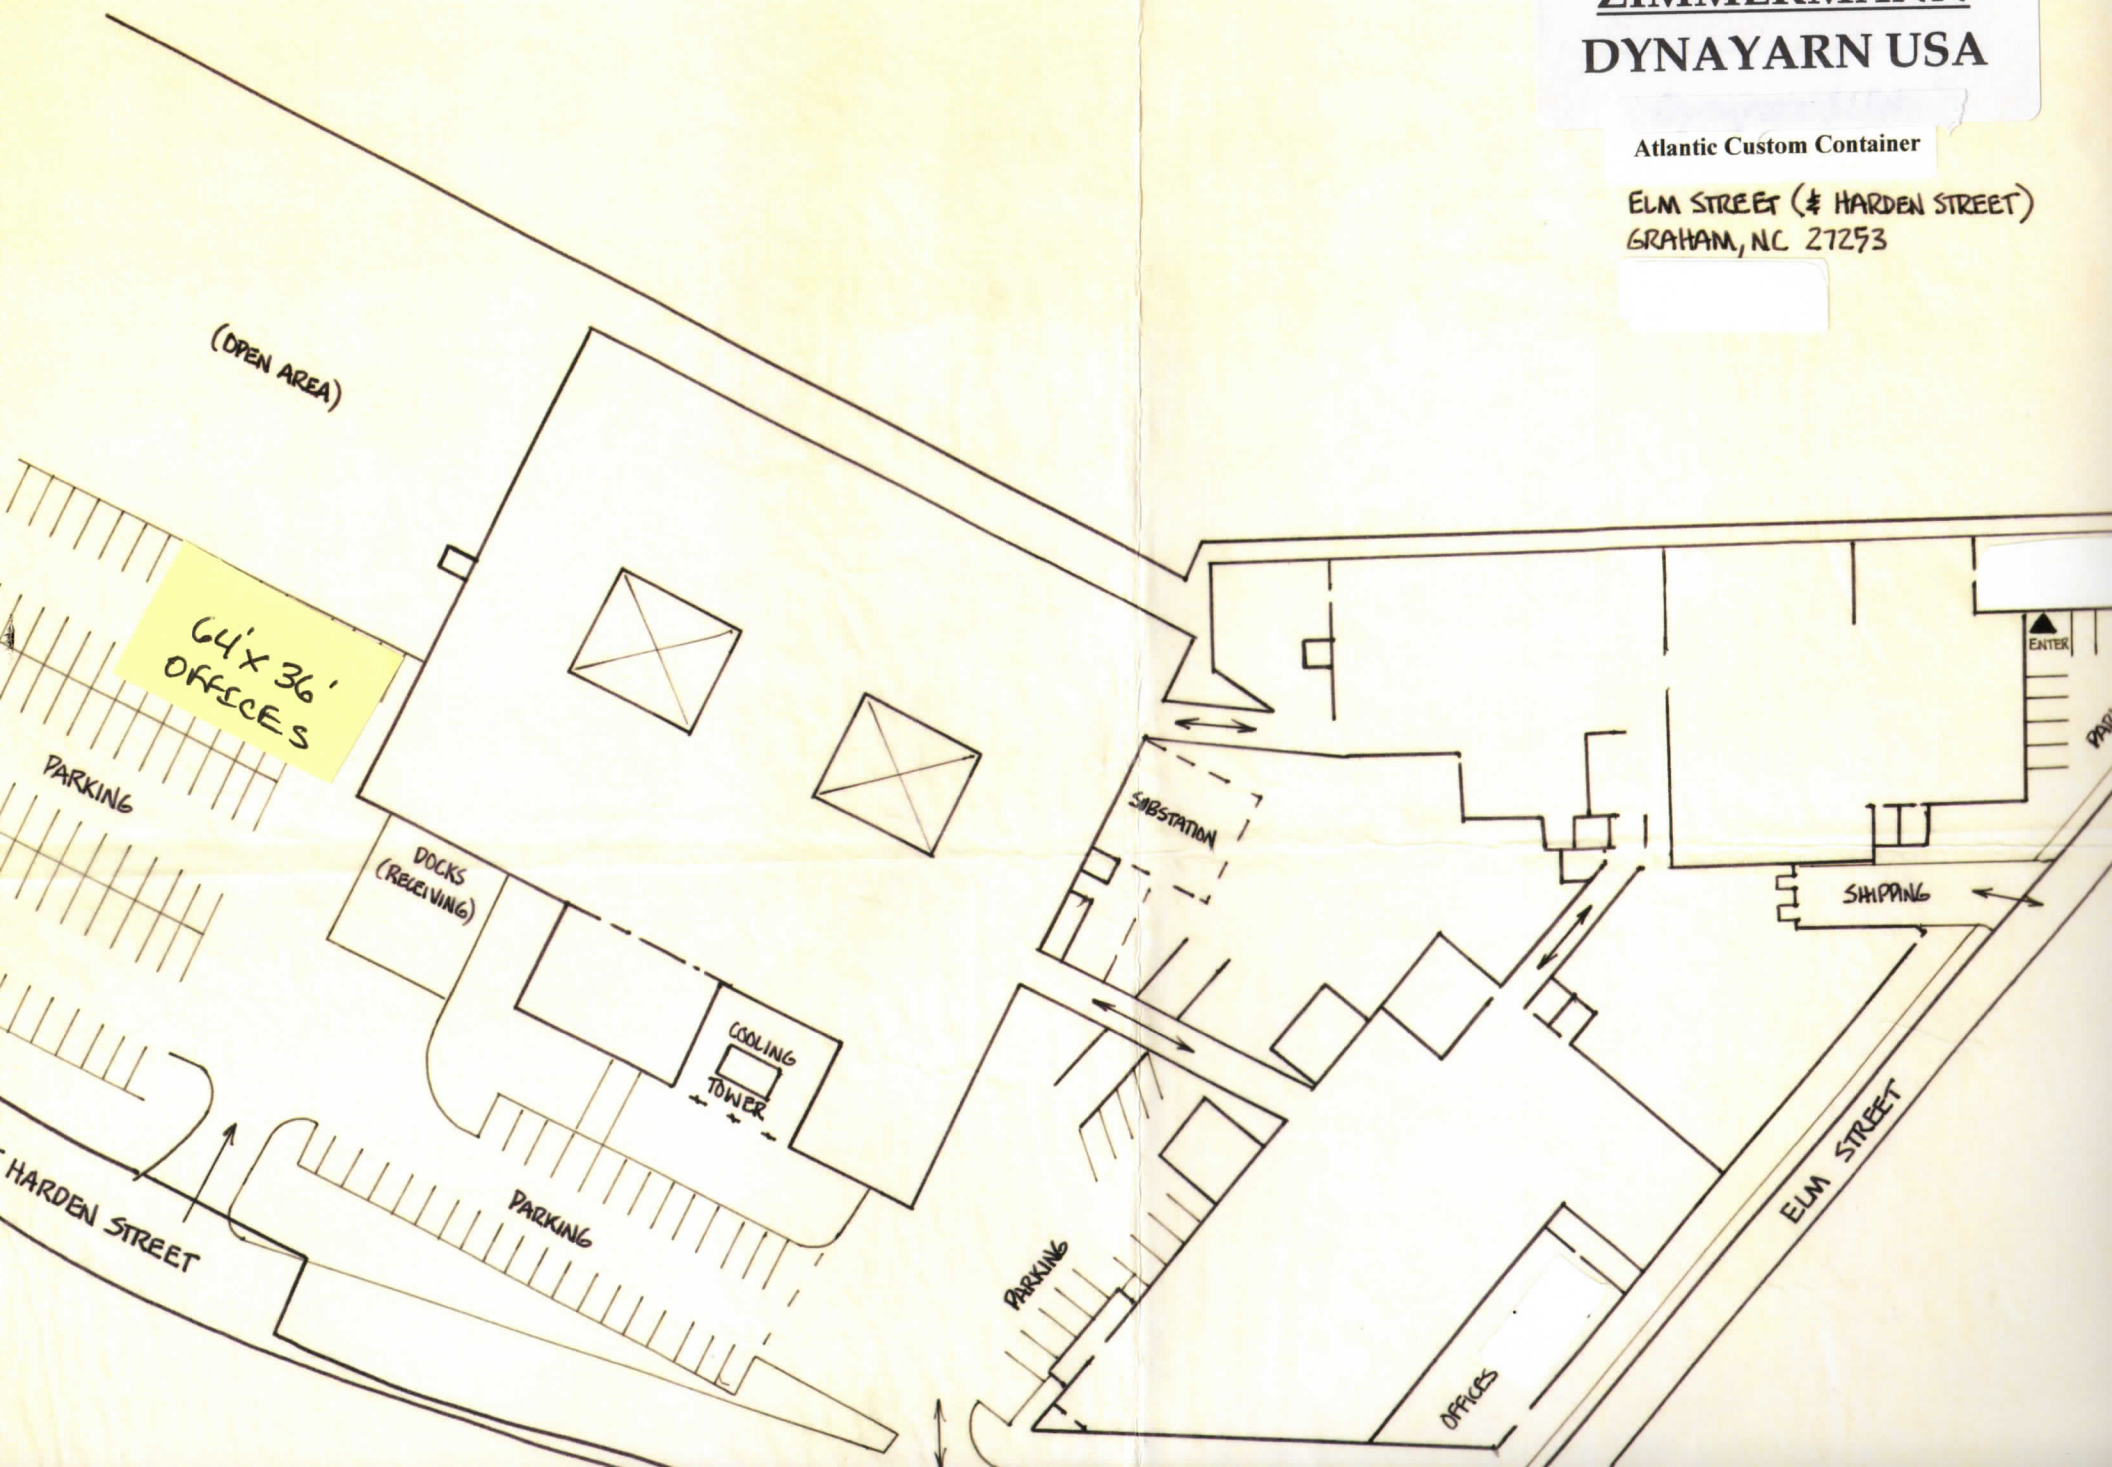 ZIMMERMANN
DYNAYARN USA
Atlantic Custom Container
ELM STREET (& HARDEN STREET)
GRAHAM, NC 27253
(OPEN AREA)
64' x 36'
OFFICES
PARKING
DOCKS
(RECEIVING)
COOLING
TOWER
PARKING
HARDEN STREET
SUBSTATION
PARKING
ENTER
SHIPPING
ELM STREET
OFFICES